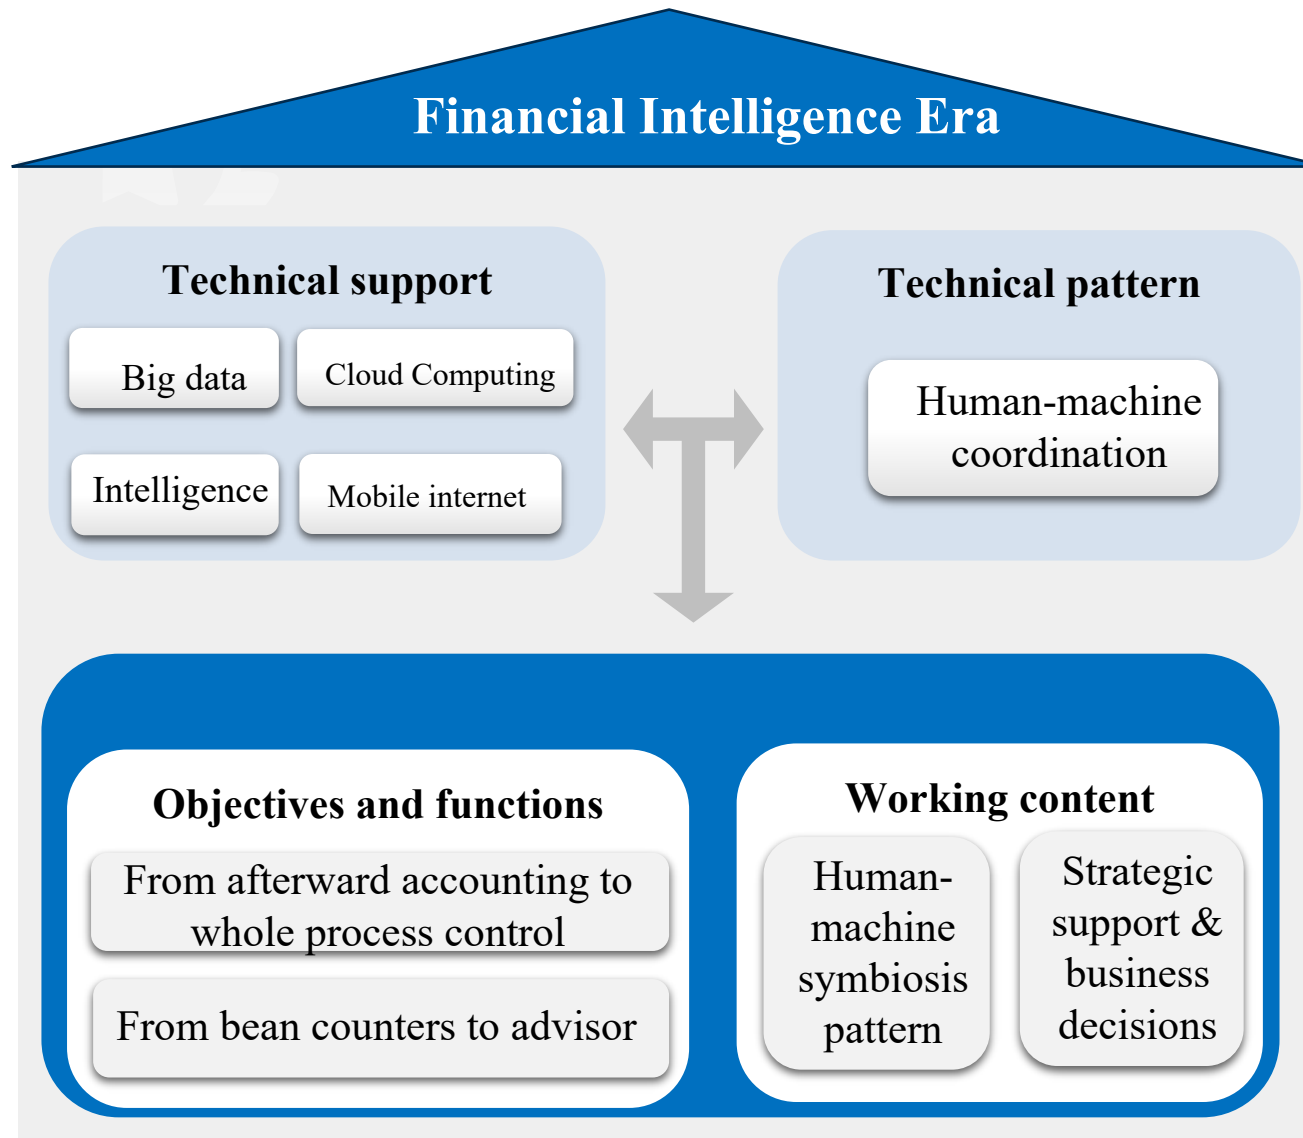 Financial Intelligence Era
Technical support
Big data
Cloud Computing
Intelligence
Mobile internet
Technical pattern
Human-machine
coordination
Objectives and functions
From afterward accounting to
whole process control
From bean counters to advisor
Working content
Human-
machine
symbiosis
pattern
Strategic
support &
business
decisions